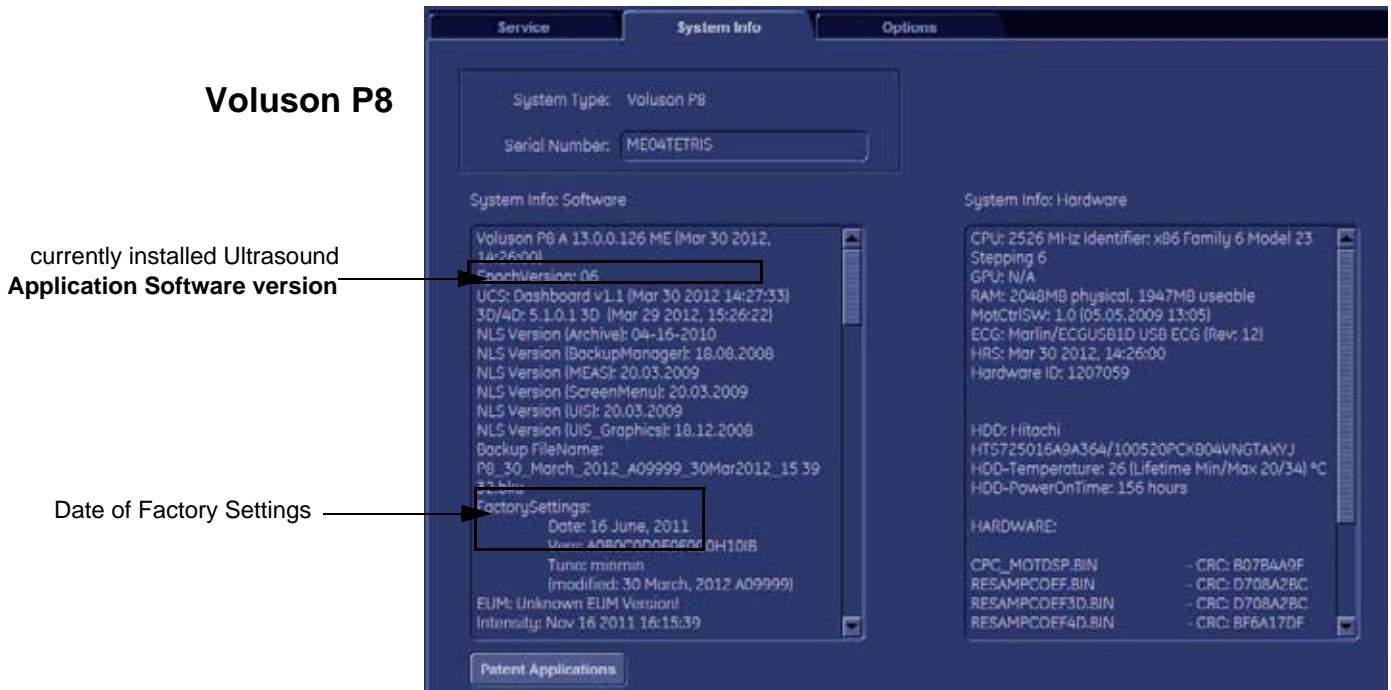 Service
System Info
Options
Voluson P8
System Type: Voluson P8
Serial Number: ME04TETRIS
currently installed Ultrasound
Application Software version
Date of Factory Settings
System Info: Software
Voluson P8 A 13.0.0.126 ME (Mar 30 2012,
14:26:00)
EpochVersion: 06
UCS: Dashboard v1.1 (Mar 30 2012 14:27:33)
3D/4D: 5.1.0.1 3D (Mar 29 2012, 15:26:22)
NLS Version (Archive): 04-16-2010
NLS Version (BackupManager): 18.08.2008
NLS Version (MEAS): 20.03.2009
NLS Version (ScreenMenu): 20.03.2009
NLS Version (UIS): 20.03.2009
NLS Version (UIS_Graphics): 18.12.2008
Backup FileName:
P8_30_March_2012_A09999_30Mar2012_15 39
32.bku
FactorySettings:
Date: 16 June, 2011
Vers:
Tune: minmin
(modified: 30 March, 2012 A09999)
EUM: Unknown EUM Version!
Intensity: Nov 16 2011 16:15:39
System Info: Hardware
CPU: 2526 MHz Identifier: x86 Family 6 Model 23
Stepping 6
GPU: N/A
RAM: 2048MB physical, 1947MB useable
MotCtrlSW: 1.0 (05.05.2009 13:05)
ECG: Marlin/ECGUSB1D USB ECG (Rev: 12)
HRS: Mar 30 2012, 14:26:00
Hardware ID: 1207059
HDD: Hitachi
HTS725016A9A364/100520PCKB04VNGTAXYJ
HDD-Temperature: 26 (Lifetime Min/Max 20/34) °C
HDD-PowerOnTime: 156 hours
HARDWARE:
CPC_MOTDSP.BIN - CRC: B07B4A9F
RESAMPCOEF.BIN - CRC: D708A2BC
RESAMPCOEF3D.BIN - CRC: D708A2BC
RESAMPCOEF4D.BIN - CRC: BF6A17DF
Patent Applications